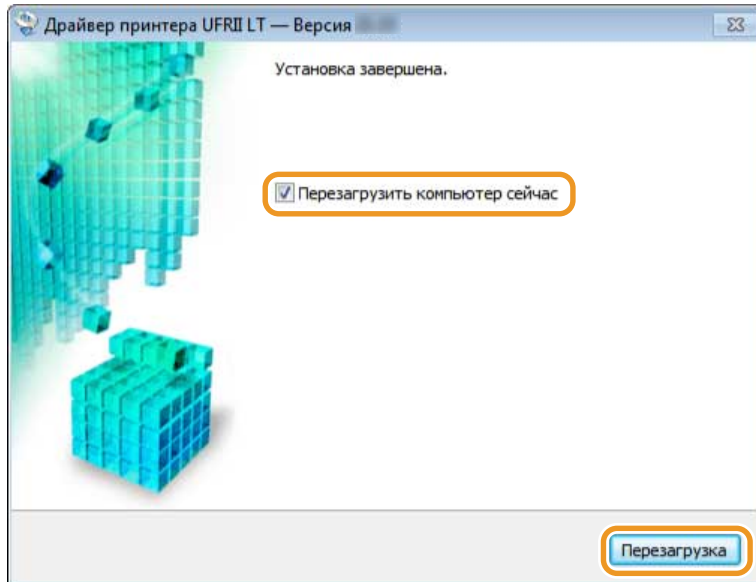 Драйвер принтера UFRII LT — Версия
Установка завершена.
Перезагрузить компьютер сейчас
Перезагрузка